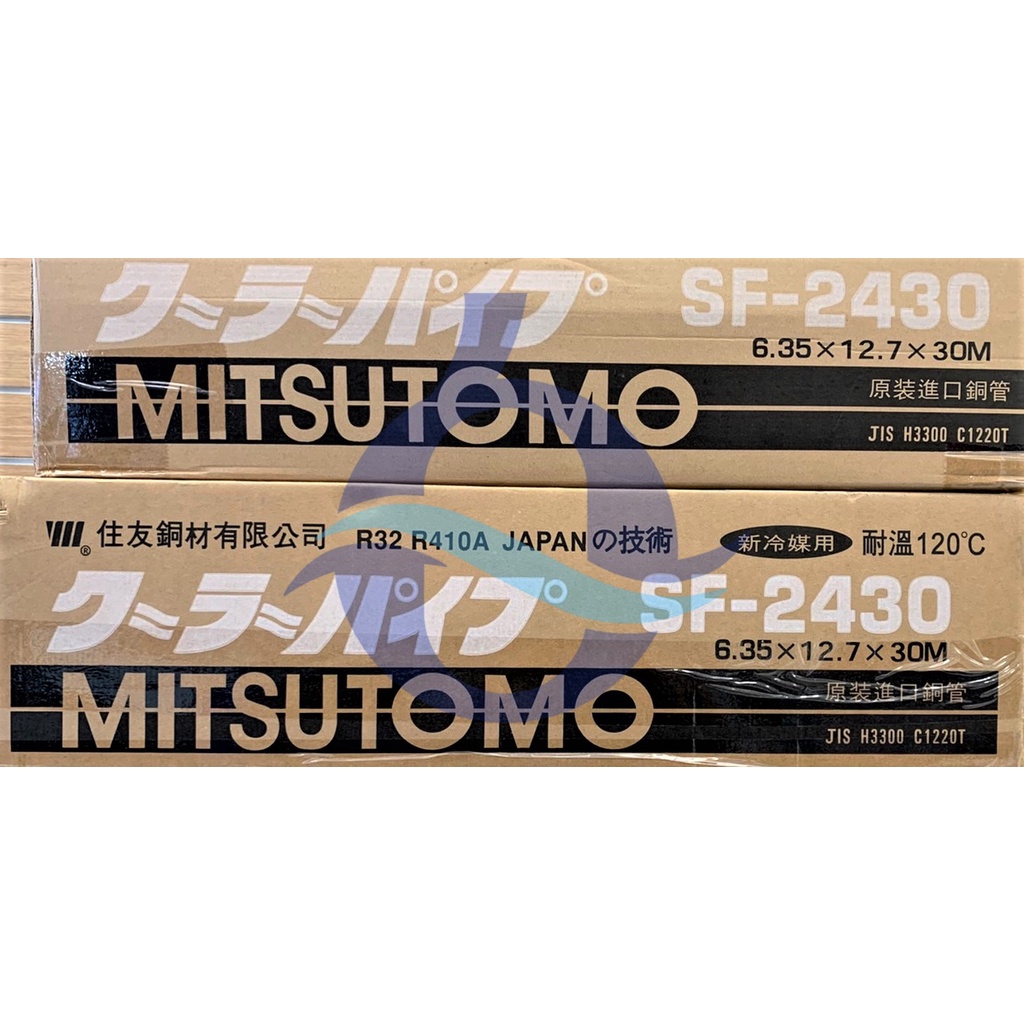 クーラーパイプ SF-2430
6.35×12.7×30M
MITSUTOMO 原装進口銅管
JIS H3300 C1220T
住友銅材有限公司 R32 R410A JAPANの技術 新冷媒用 耐溫120℃
®
クーラーパイプ SF-2430
6.35×12.7×30M
MITSUTOMO 原装進口銅管
JIS H3300 C1220T